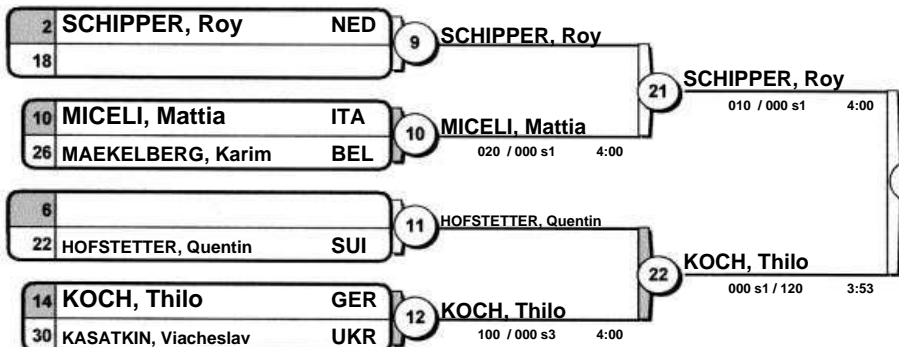 2 SCHIPPER, Roy NED
18
9 SCHIPPER, Roy
10 MICELI, Mattia ITA
26 MAEKELBERG, Karim BEL
10 MICELI, Mattia
020 / 000 s1 4:00
21 SCHIPPER, Roy
010 / 000 s1 4:00
6
22 HOFSTETTER, Quentin SUI
11 HOFSTETTER, Quentin
14 KOCH, Thilo GER
30 KASATKIN, Viacheslav UKR
12 KOCH, Thilo
100 / 000 s3 4:00
22 KOCH, Thilo
000 s1 / 120 3:53